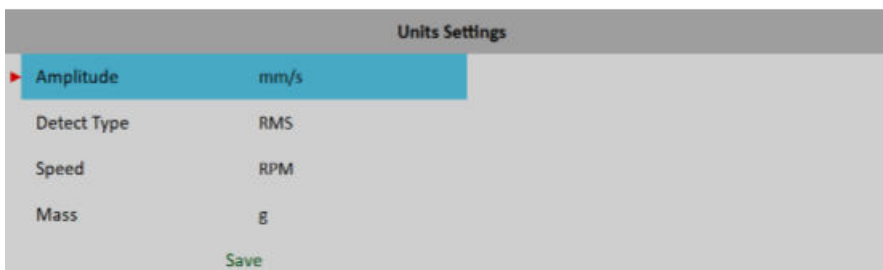 Units Settings
Amplitude mm/s
Detect Type RMS
Speed RPM
Mass g
Save